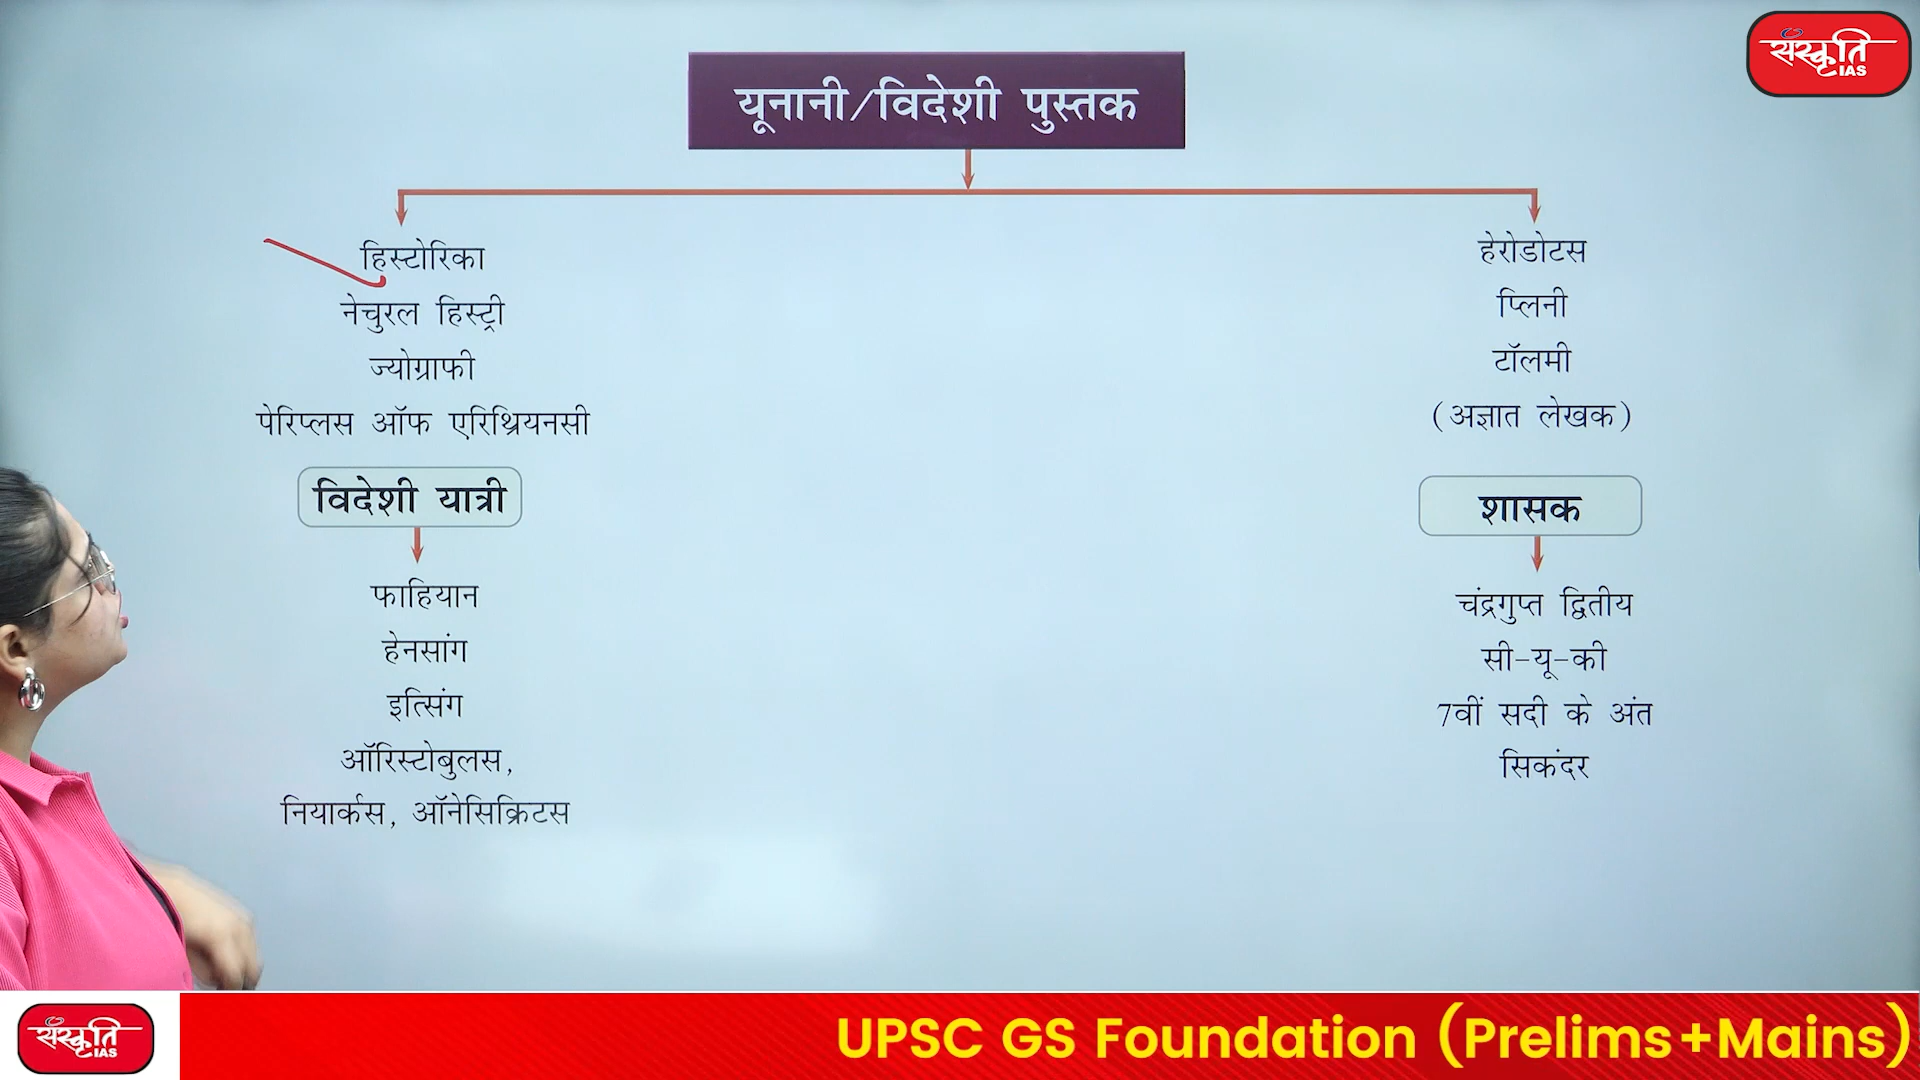 संस्कृति
IAS
यूनानी/विदेशी पुस्तक
हिस्टोरिका
हेरोडोटस
नेचुरल हिस्ट्री
प्लिनी
ज्योग्राफी
टॉलमी
पेरिप्लस ऑफ एरिथ्रियनसी
(अज्ञात लेखक)
विदेशी यात्री
शासक
फाहियान
चंद्रगुप्त द्वितीय
हेनसांग
सी-यू-की
इत्सिंग
7वीं सदी के अंत
ऑरिस्टोबुलस,
सिकंदर
नियार्कस, ऑनेसिक्रिटस
संस्कृति
IAS
UPSC GS Foundation (Prelims+Mains)